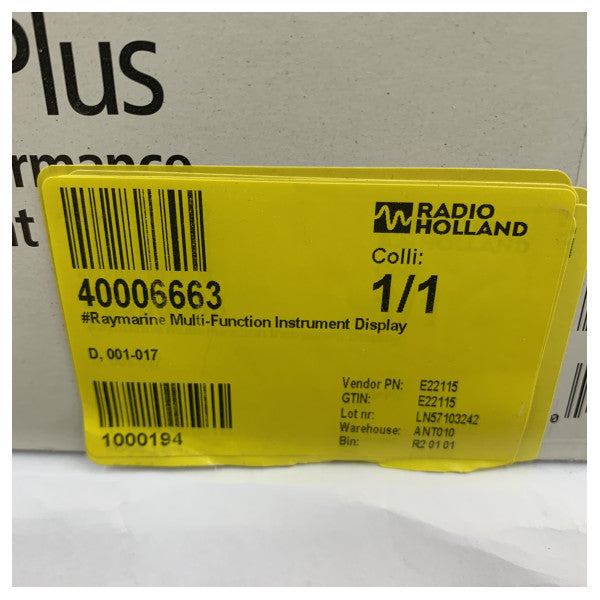 Plus
rmance
RADIO
HOLLAND
Colli:
1/1
40006663
#Raymarine Multi-Function Instrument Display
D, 001-017
1000194
Vendor PN: E22115
GTIN: E22115
Lot nr: LN57103242
Warehouse: ANT010
Bin: R2 01 01
0